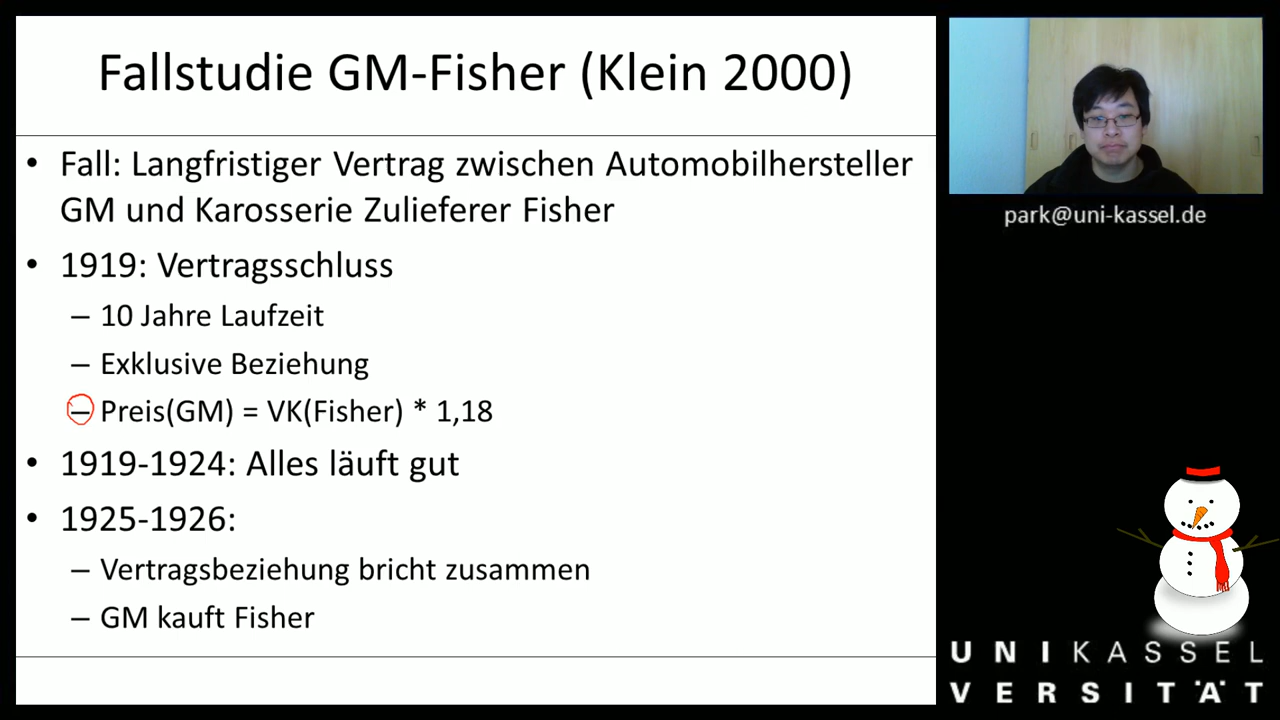 Fallstudie GM-Fisher (Klein 2000)
• Fall: Langfristiger Vertrag zwischen Automobilhersteller
GM und Karosserie Zulieferer Fisher
• 1919: Vertragsschluss
– 10 Jahre Laufzeit
– Exklusive Beziehung
– Preis(GM) = VK(Fisher) * 1,18
• 1919-1924: Alles läuft gut
• 1925-1926:
– Vertragsbeziehung bricht zusammen
– GM kauft Fisher
park@uni-kassel.de
UNIKASSEL
VERSITÄT